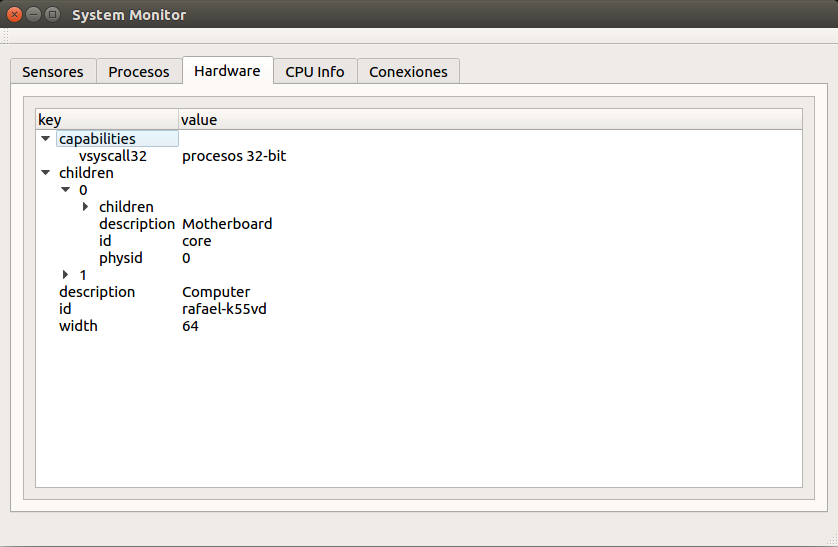 System Monitor
Sensores Procesos Hardware CPU Info Conexiones
key value
capabilities
vsyscall32 procesos 32-bit
children
0
children
description Motherboard
id core
physid 0
1
description Computer
id rafael-k55vd
width 64